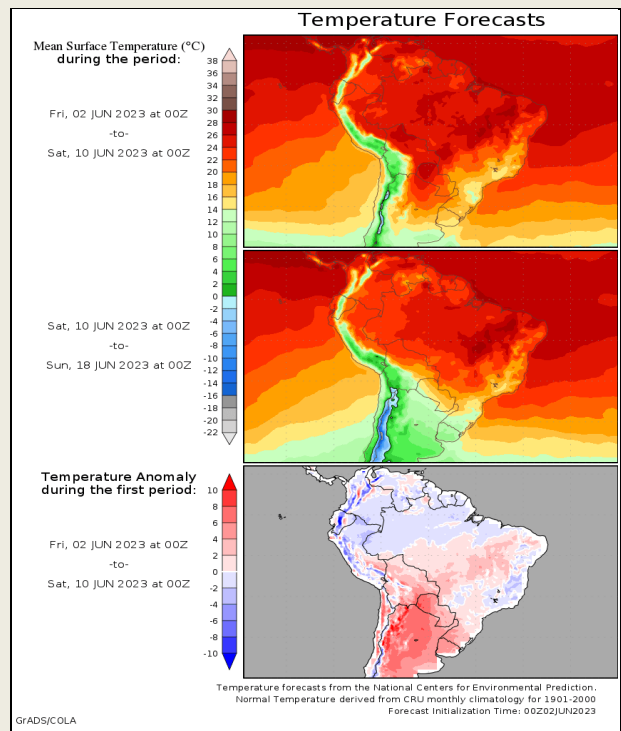 Temperature Forecasts
Mean Surface Temperature (°C)
during the period:
Fri, 02 JUN 2023 at 00Z
-to-
Sat, 10 JUN 2023 at 00Z
38
36
34
32
30
28
26
24
22
20
18
16
14
12
10
8
6
4
2
0
-2
-4
-6
-8
-10
-12
-14
-16
-18
-20
-22
Sat, 10 JUN 2023 at 00Z
-to-
Sun, 18 JUN 2023 at 00Z
Temperature Anomaly
during the first period:
Fri, 02 JUN 2023 at 00Z
-to-
Sat, 10 JUN 2023 at 00Z
10
8
6
4
2
0
-2
-4
-6
-8
-10
Temperature forecasts from the National Centers for Environmental Prediction.
Normal Temperature derived from CRU monthly climatology for 1901-2000
Forecast Initialization Time: 00Z02JUN2023
GrADS/COLA